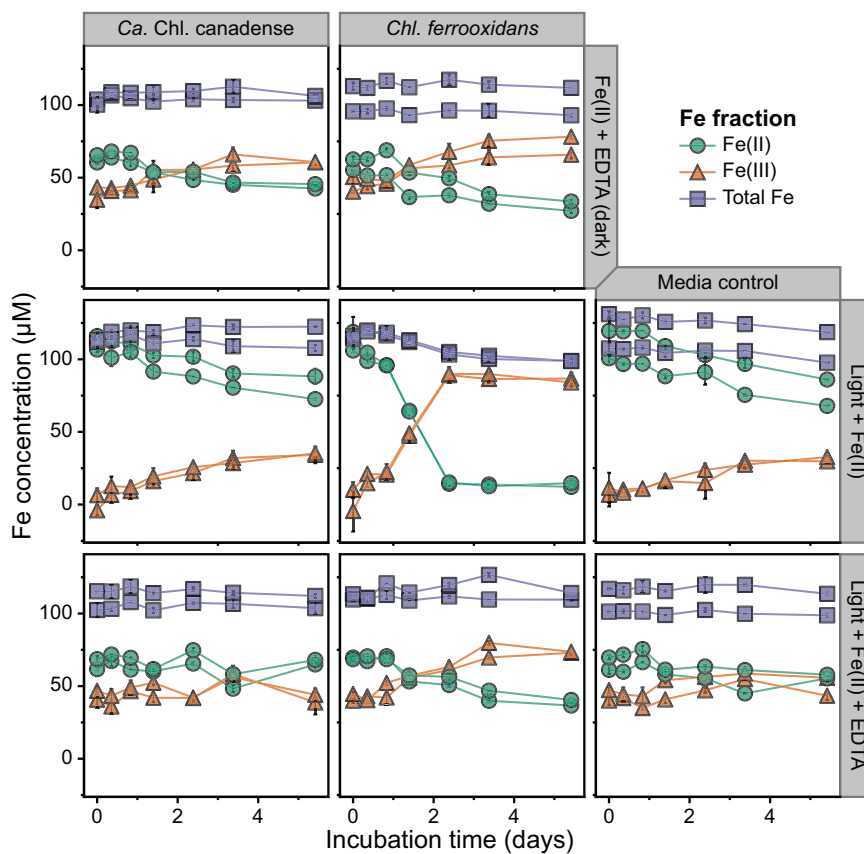 Ca. Chl. canadense
Chl. ferrooxidans
Fe(II) + EDTA (dark)
Fe fraction
Fe(II)
Fe(III)
Total Fe
Media control
Light + Fe(II)
Light + Fe(II) + EDTA
Fe concentration (µM)
100
50
0
100
50
0
100
50
0
0 2 4 0 2 4 0 2 4
Incubation time (days)